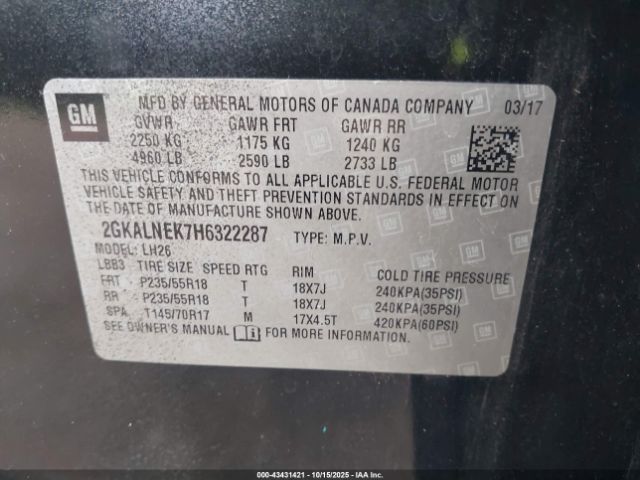 GM MFD BY GENERAL MOTORS OF CANADA COMPANY 03/17
GVWR GAWR FRT GAWR RR
2250 KG 1175 KG 1240 KG
4960 LB 2590 LB 2733 LB
THIS VEHICLE CONFORMS TO ALL APPLICABLE U.S. FEDERAL MOTOR
VEHICLE SAFETY AND THEFT PREVENTION STANDARDS IN EFFECT ON
THE DATE OF MANUFACTURE SHOWN ABOVE.
2GKALNEK7H6322287 TYPE: M.P.V.
MODEL: LH26
LBB3 TIRE SIZE SPEED RTG RIM COLD TIRE PRESSURE
FRT P235/55R18 T 18X7J 240KPA(35PSI)
RR P235/55R18 T 18X7J 240KPA(35PSI)
SPA T145/70R17 M 17X4.5T 420KPA(60PSI)
SEE OWNER'S MANUAL FOR MORE INFORMATION.
000-43431421 - 10/15/2025 - IAA Inc.